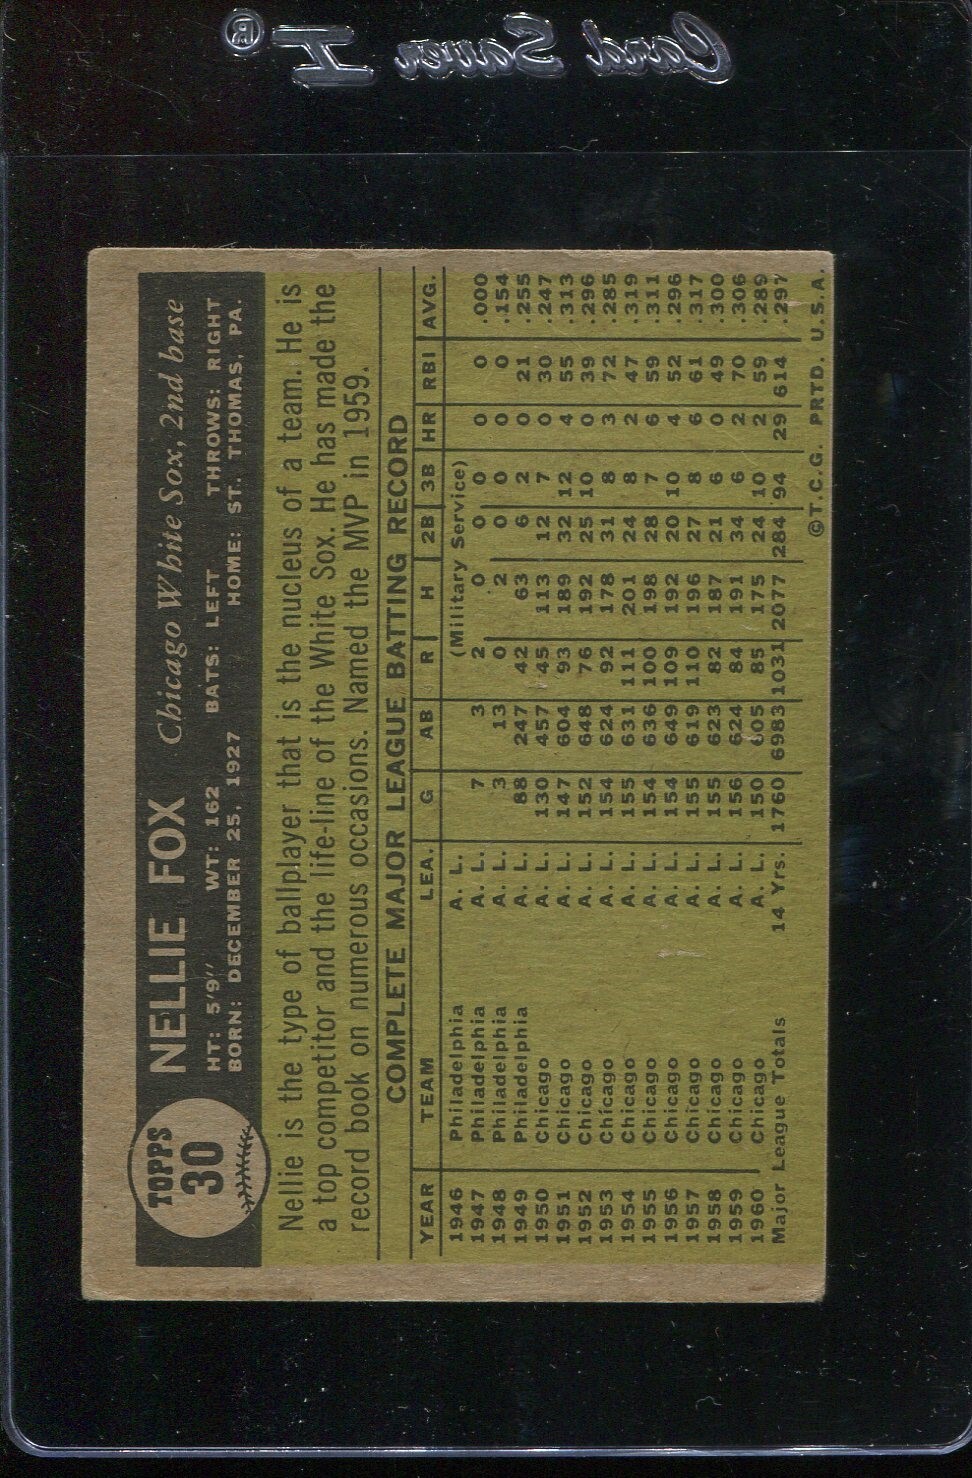 Card Saver I®
TOPPS
30
NELLIE FOX Chicago White Sox, 2nd base
HT: 5'9" WT: 162 BATS: LEFT THROWS: RIGHT
BORN: DECEMBER 25, 1927 HOME: ST. THOMAS, PA.
Nellie is the type of ballplayer that is the nucleus of a team. He is
a top competitor and the life-line of the White Sox. He has made the
record book on numerous occasions. Named the MVP in 1959.
COMPLETE MAJOR LEAGUE BATTING RECORD
YEAR TEAM LEA. G AB R H 2B 3B HR RBI AVG.
1946 Philadelphia A. L. (Military Service)
1947 Philadelphia A. L. 7 3 2 0 0 0 0 0 .000
1948 Philadelphia A. L. 3 13 0 2 0 0 0 0 .154
1949 Philadelphia A. L. 88 247 42 63 6 2 0 21 .255
1950 Chicago A. L. 130 457 45 113 12 7 0 30 .247
1951 Chicago A. L. 147 604 93 189 32 12 4 55 .313
1952 Chicago A. L. 152 648 76 192 25 10 0 39 .296
1953 Chicago A. L. 154 624 92 178 31 8 3 72 .285
1954 Chicago A. L. 155 631 111 201 24 8 2 47 .319
1955 Chicago A. L. 154 636 100 198 28 7 6 59 .311
1956 Chicago A. L. 154 649 109 192 20 10 4 52 .296
1957 Chicago A. L. 155 619 110 196 27 8 6 61 .317
1958 Chicago A. L. 155 623 82 187 21 6 0 49 .300
1959 Chicago A. L. 156 624 84 191 34 6 2 70 .306
1960 Chicago A. L. 150 605 85 175 24 10 2 59 .289
Major League Totals 14 Yrs. 1760 6983 1031 2077 284 94 29 614 .297
©T.C.G. PRTD. U.S.A.